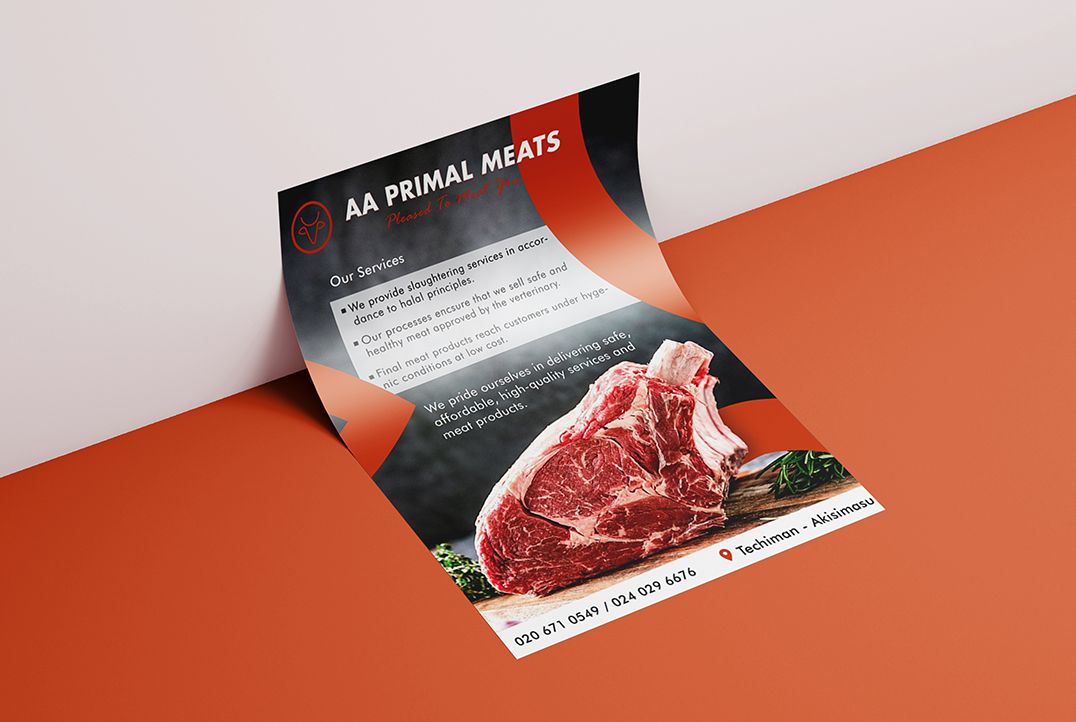 AA PRIMAL MEATS
Pleased To Meat You
Our Services
▪ We provide slaughtering services in accor-
dance to halal principles.
▪ Our processes encsure that we sell safe and
healthy meat approved by the verterinary.
▪ Final meat products reach customers under hyge-
nic conditions at low cost.
We pride ourselves in delivering safe,
affordable, high-quality services and
meat products.
020 671 0549 / 024 029 6676
Techiman - Akisimasu